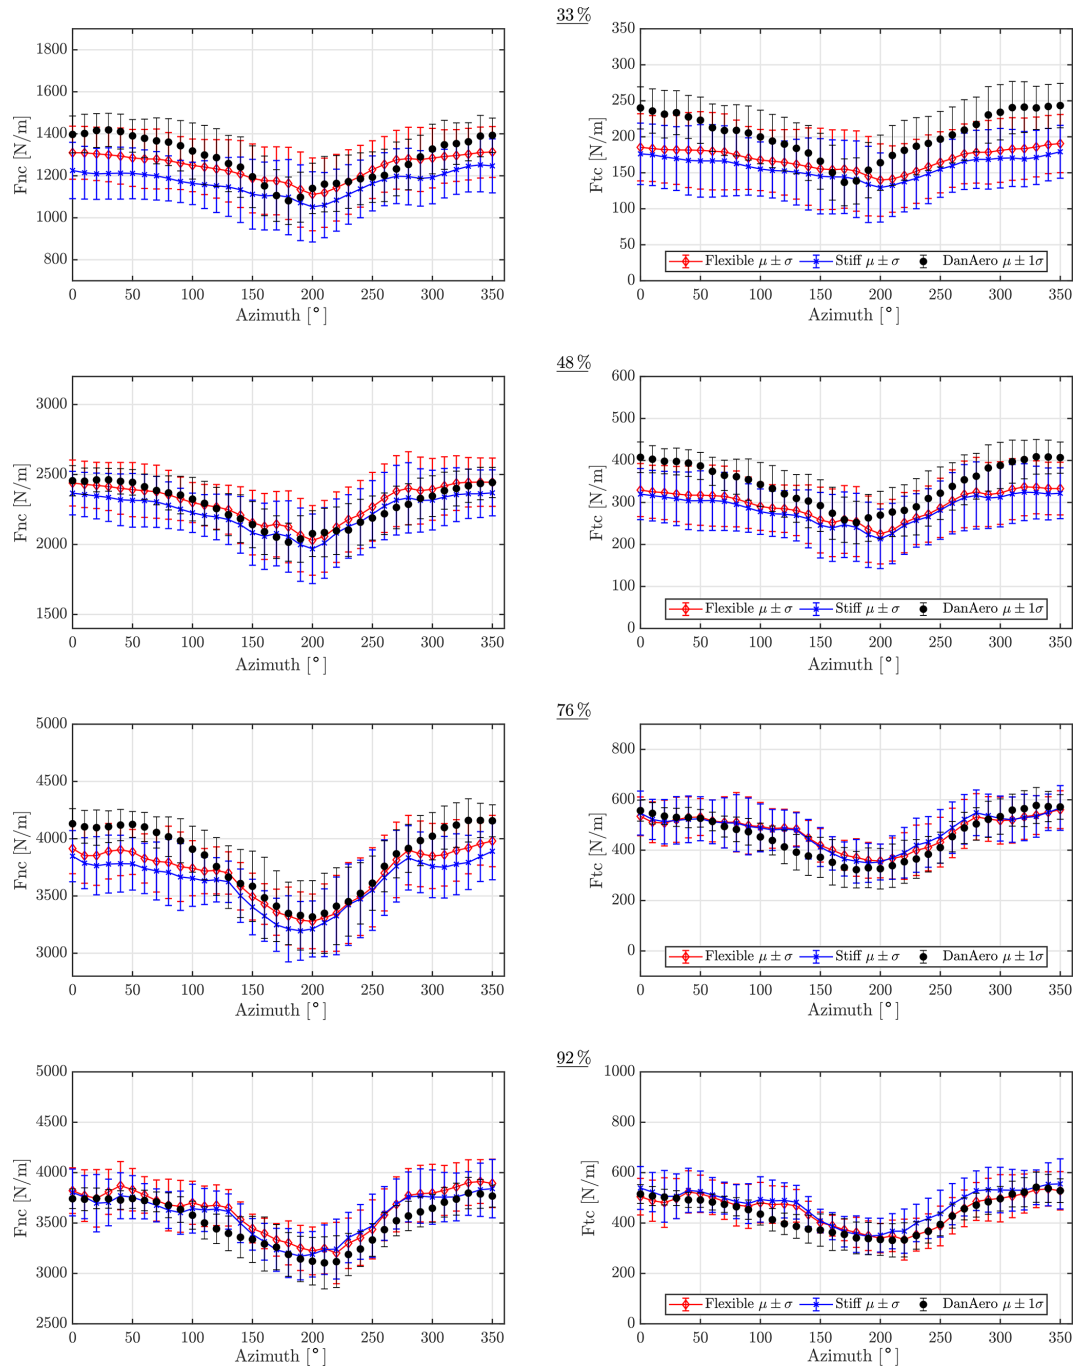 33 %
Fnc [N/m]
1800
1600
1400
1200
1000
800
0 50 100 150 200 250 300 350
Azimuth [°]
Ftc [N/m]
350
300
250
200
150
100
50
0
Flexible μ ± σ Stiff μ ± σ DanAero μ ± 1σ
0 50 100 150 200 250 300 350
Azimuth [°]
48 %
Fnc [N/m]
3000
2500
2000
1500
0 50 100 150 200 250 300 350
Azimuth [°]
Ftc [N/m]
600
500
400
300
200
100
0
Flexible μ ± σ Stiff μ ± σ DanAero μ ± 1σ
0 50 100 150 200 250 300 350
Azimuth [°]
76 %
Fnc [N/m]
5000
4500
4000
3500
3000
0 50 100 150 200 250 300 350
Azimuth [°]
Ftc [N/m]
800
600
400
200
0
Flexible μ ± σ Stiff μ ± σ DanAero μ ± 1σ
0 50 100 150 200 250 300 350
Azimuth [°]
92 %
Fnc [N/m]
5000
4500
4000
3500
3000
2500
0 50 100 150 200 250 300 350
Azimuth [°]
Ftc [N/m]
1000
800
600
400
200
0
Flexible μ ± σ Stiff μ ± σ DanAero μ ± 1σ
0 50 100 150 200 250 300 350
Azimuth [°]